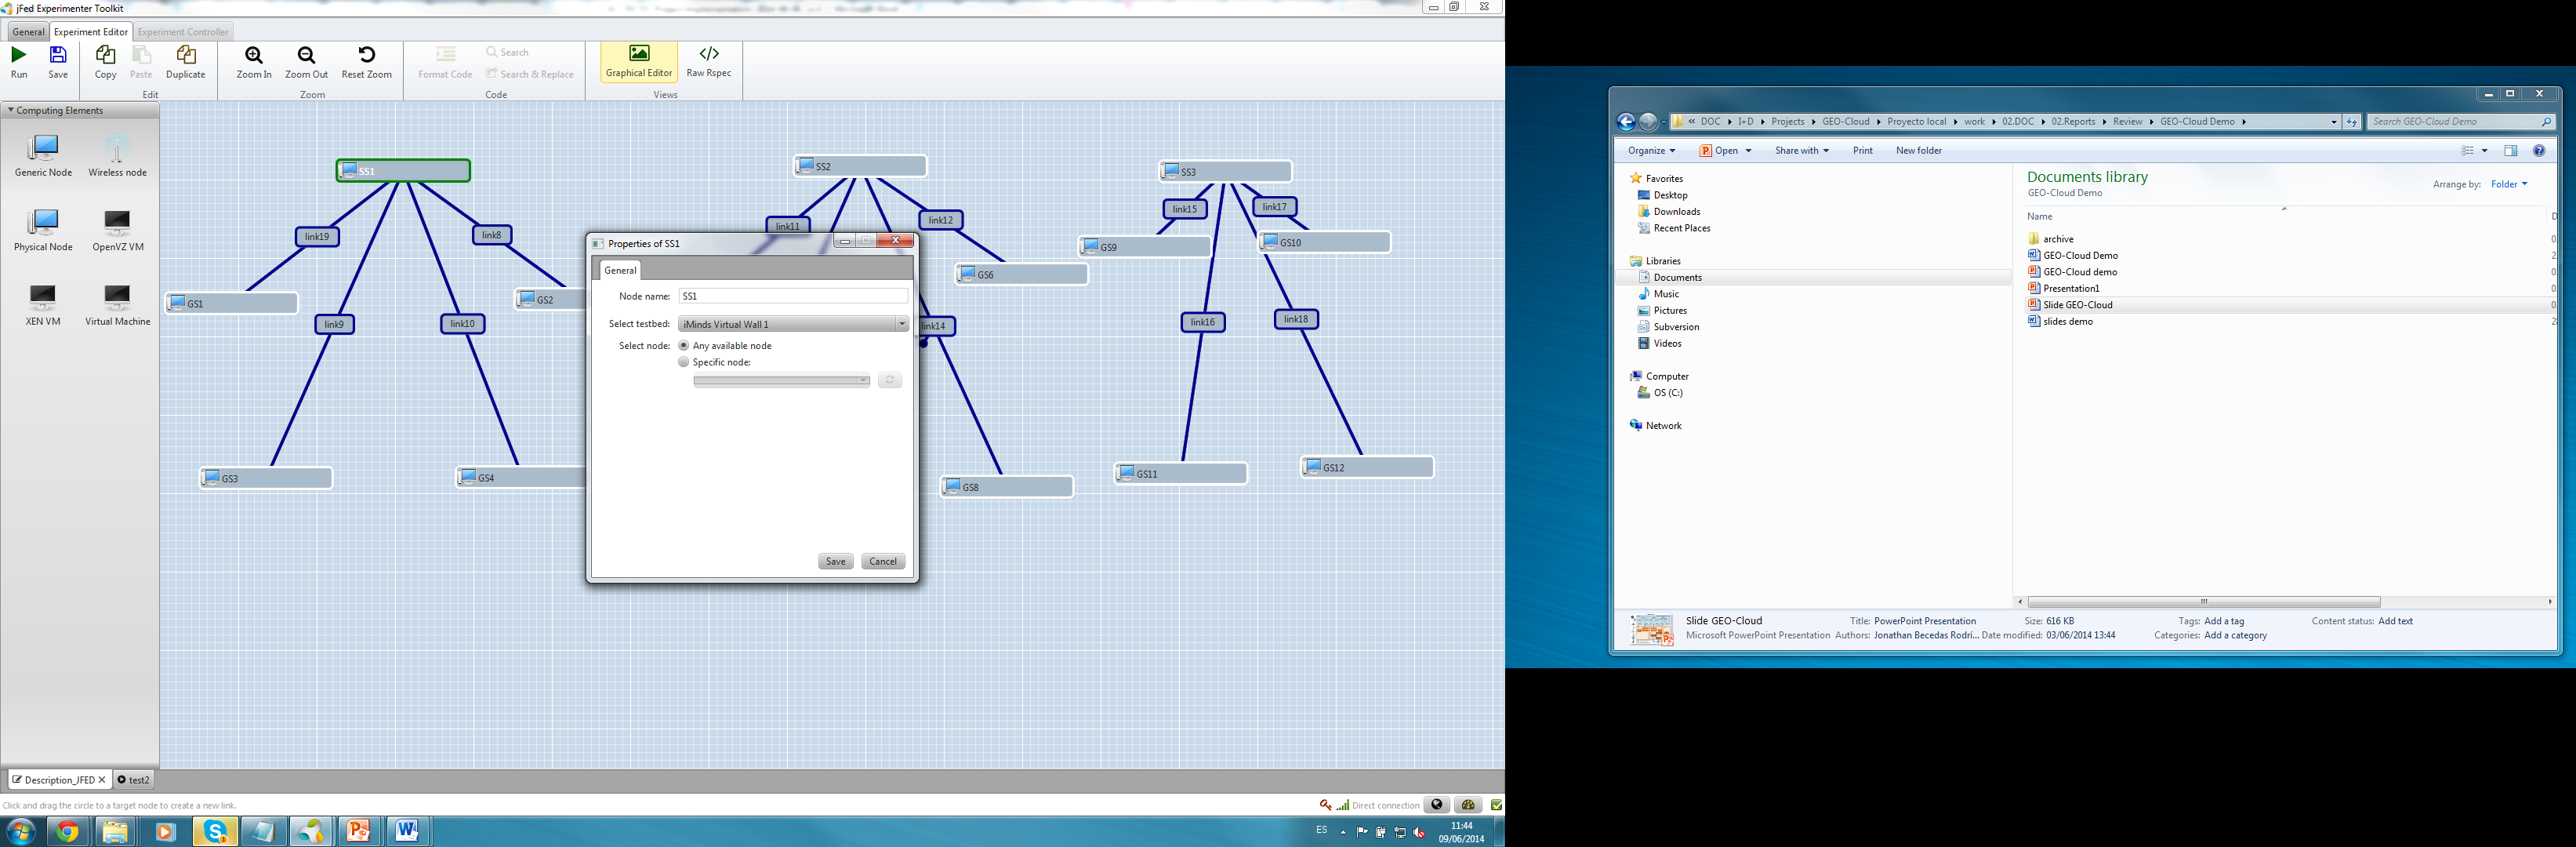 jFed Experimenter Toolkit
General
Experiment Editor
Experiment Controller
Run
Save
Copy
Paste
Duplicate
Edit
Zoom In
Zoom Out
Reset Zoom
Zoom
Format Code
Search
Search & Replace
Code
Graphical Editor
Raw Rspec
Views
Computing Elements
Generic Node
Wireless node
Physical Node
OpenVZ VM
XEN VM
Virtual Machine
SS1
SS2
SS3
link19
link8
link11
link12
link15
link17
GS1
GS2
GS6
GS9
GS10
link9
link10
link14
link16
link18
GS3
GS4
GS8
GS11
GS12
Properties of SS1
General
Node name: SS1
Select testbed: iMinds Virtual Wall 1
Select node: Any available node
Specific node:
Save Cancel
Description_JFED
test2
Click and drag the circle to a target node to create a new link.
Direct connection
ES
11:44
09/06/2014
« DOC I+D Projects GEO-Cloud Proyecto local work 02.DOC 02.Reports Review GEO-Cloud Demo
Search GEO-Cloud Demo
Organize Open Share with Print New folder
Favorites
Desktop
Downloads
Recent Places
Libraries
Documents
Music
Pictures
Subversion
Videos
Computer
OS (C:)
Network
Documents library
GEO-Cloud Demo
Arrange by: Folder
Name
archive
GEO-Cloud Demo
GEO-Cloud demo
Presentation1
Slide GEO-Cloud
slides demo
Slide GEO-Cloud Title: PowerPoint Presentation Size: 616 KB Tags: Add a tag Content status: Add text
Microsoft PowerPoint Presentation Authors: Jonathan Becedas Rodrí... Date modified: 03/06/2014 13:44 Categories: Add a category